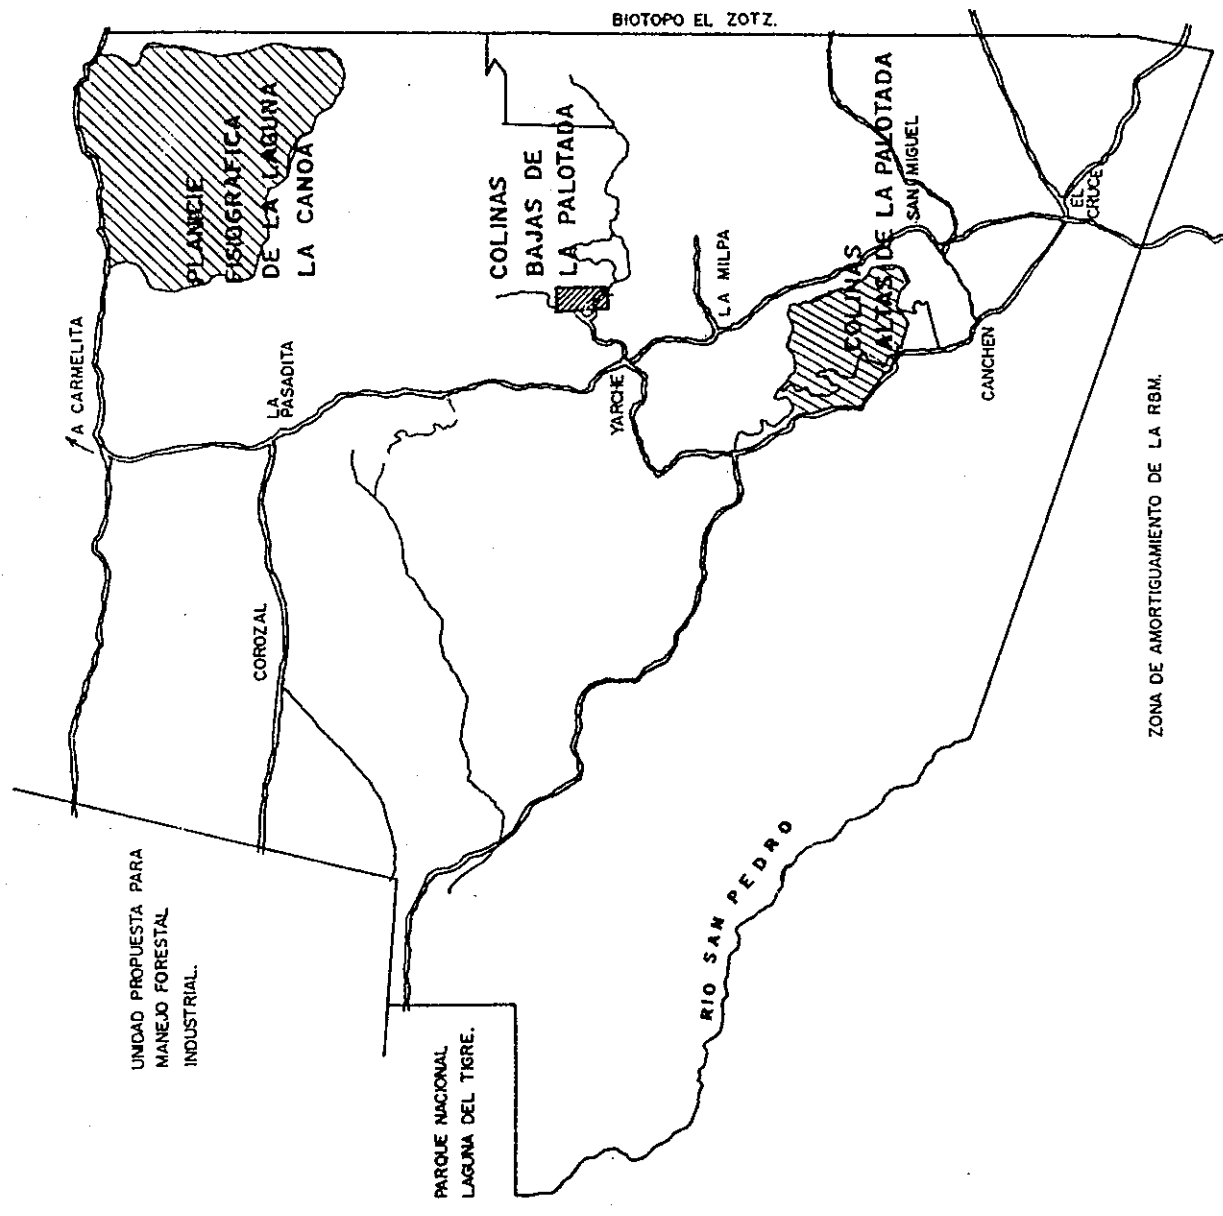 BIOTOPO EL ZOTZ.
PLANICIE
FISIOGRAFICA
DE LA LAGUNA
LA CANOA
COLINAS
BAJAS DE
LA PALOTADA
COLINAS
ALTAS DE LA PALOTADA
SAN MIGUEL
EL
CRUCE
LA MILPA
A CARMELITA
LA
PASADITA
YARCHE
CANCHEN
COROZAL
ZONA DE AMORTIGUAMIENTO DE LA RBM.
UNIDAD PROPUESTA PARA
MANEJO FORESTAL
INDUSTRIAL.
PARQUE NACIONAL
LAGUNA DEL TIGRE.
RIO SAN PEDRO